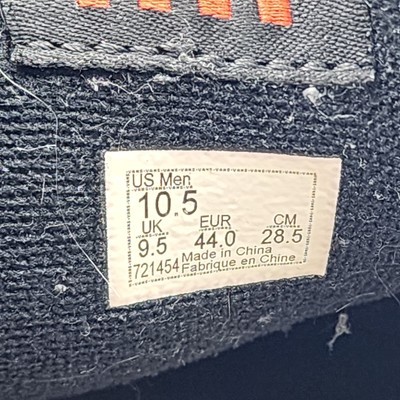 US Men
10.5
UK EUR CM
9.5 44.0 28.5
721454 Made in China
Fabrique en Chine